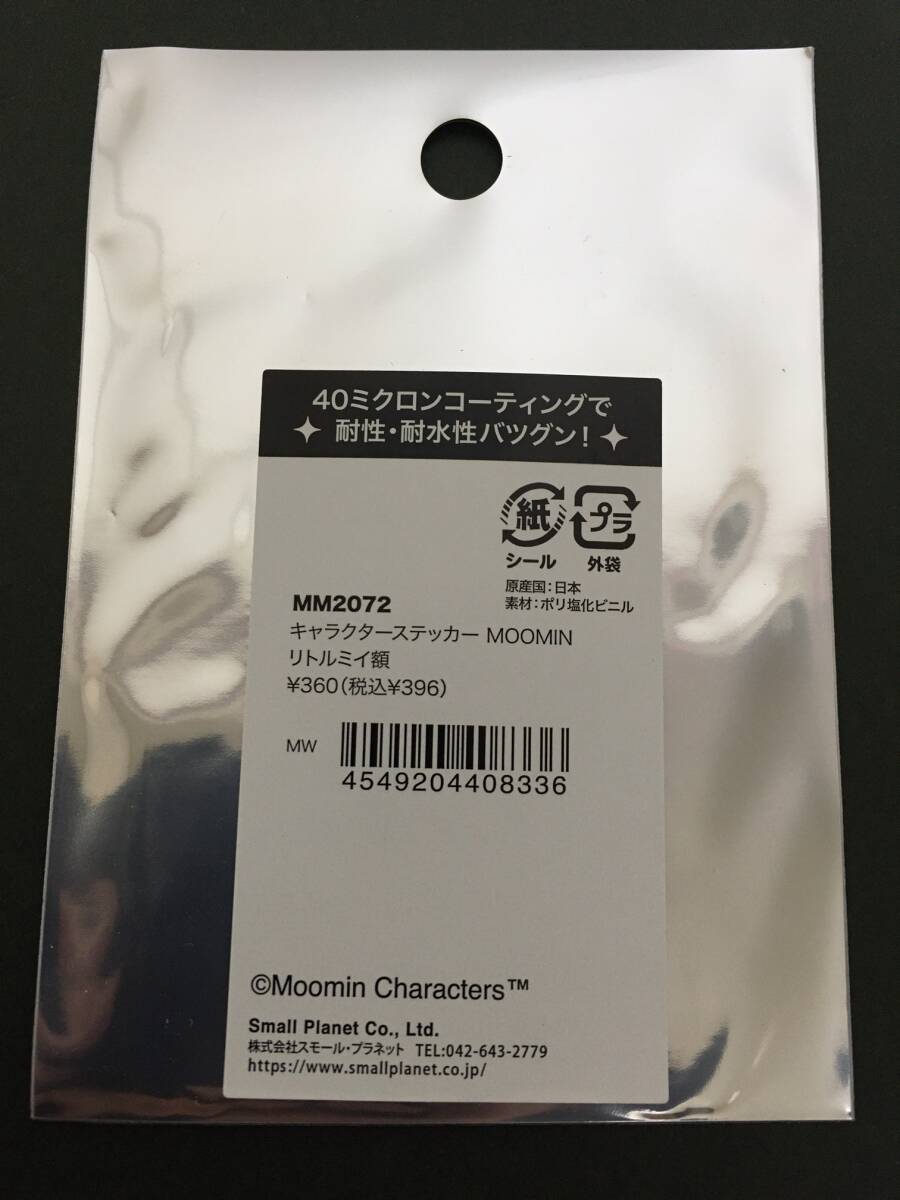 40ミクロンコーティングで
耐性・耐水性バツグン!
紙
プラ
シール
外袋
原産国:日本
素材:ポリ塩化ビニル
MM2072
キャラクターステッカー MOOMIN
リトルミイ額
¥360(税込¥396)
MW
4549204408336
©Moomin Characters™
Small Planet Co., Ltd.
株式会社スモール・プラネット TEL:042-643-2779
https://www.smallplanet.co.jp/